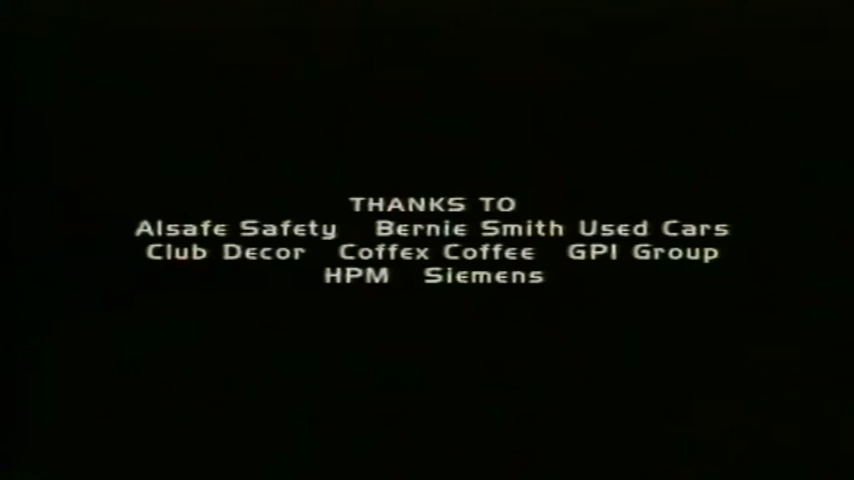 THANKS TO
Alsafe Safety Bernie Smith Used Cars
Club Decor Coffex Coffee GPI Group
HPM Siemens